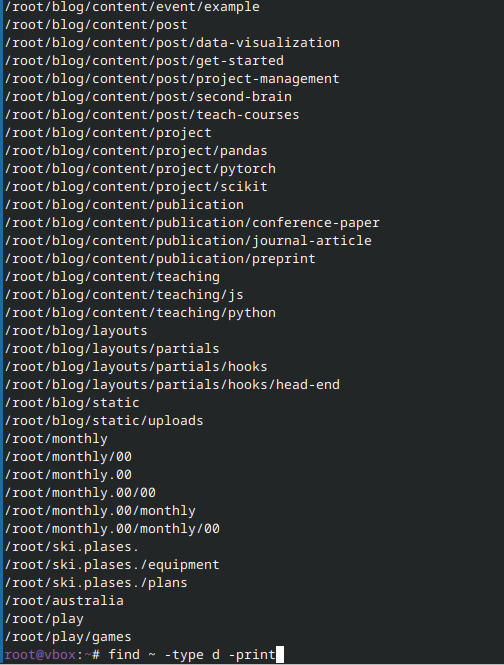 /root/blog/content/event/example
/root/blog/content/post
/root/blog/content/post/data-visualization
/root/blog/content/post/get-started
/root/blog/content/post/project-management
/root/blog/content/post/second-brain
/root/blog/content/post/teach-courses
/root/blog/content/project
/root/blog/content/project/pandas
/root/blog/content/project/pytorch
/root/blog/content/project/scikit
/root/blog/content/publication
/root/blog/content/publication/conference-paper
/root/blog/content/publication/journal-article
/root/blog/content/publication/preprint
/root/blog/content/teaching
/root/blog/content/teaching/js
/root/blog/content/teaching/python
/root/blog/layouts
/root/blog/layouts/partials
/root/blog/layouts/partials/hooks
/root/blog/layouts/partials/hooks/head-end
/root/blog/static
/root/blog/static/uploads
/root/monthly
/root/monthly/00
/root/monthly.00
/root/monthly.00/00
/root/monthly.00/monthly
/root/monthly.00/monthly/00
/root/ski.plases.
/root/ski.plases./equipment
/root/ski.plases./plans
/root/australia
/root/play
/root/play/games
root@vbox:~# find ~ -type d -print